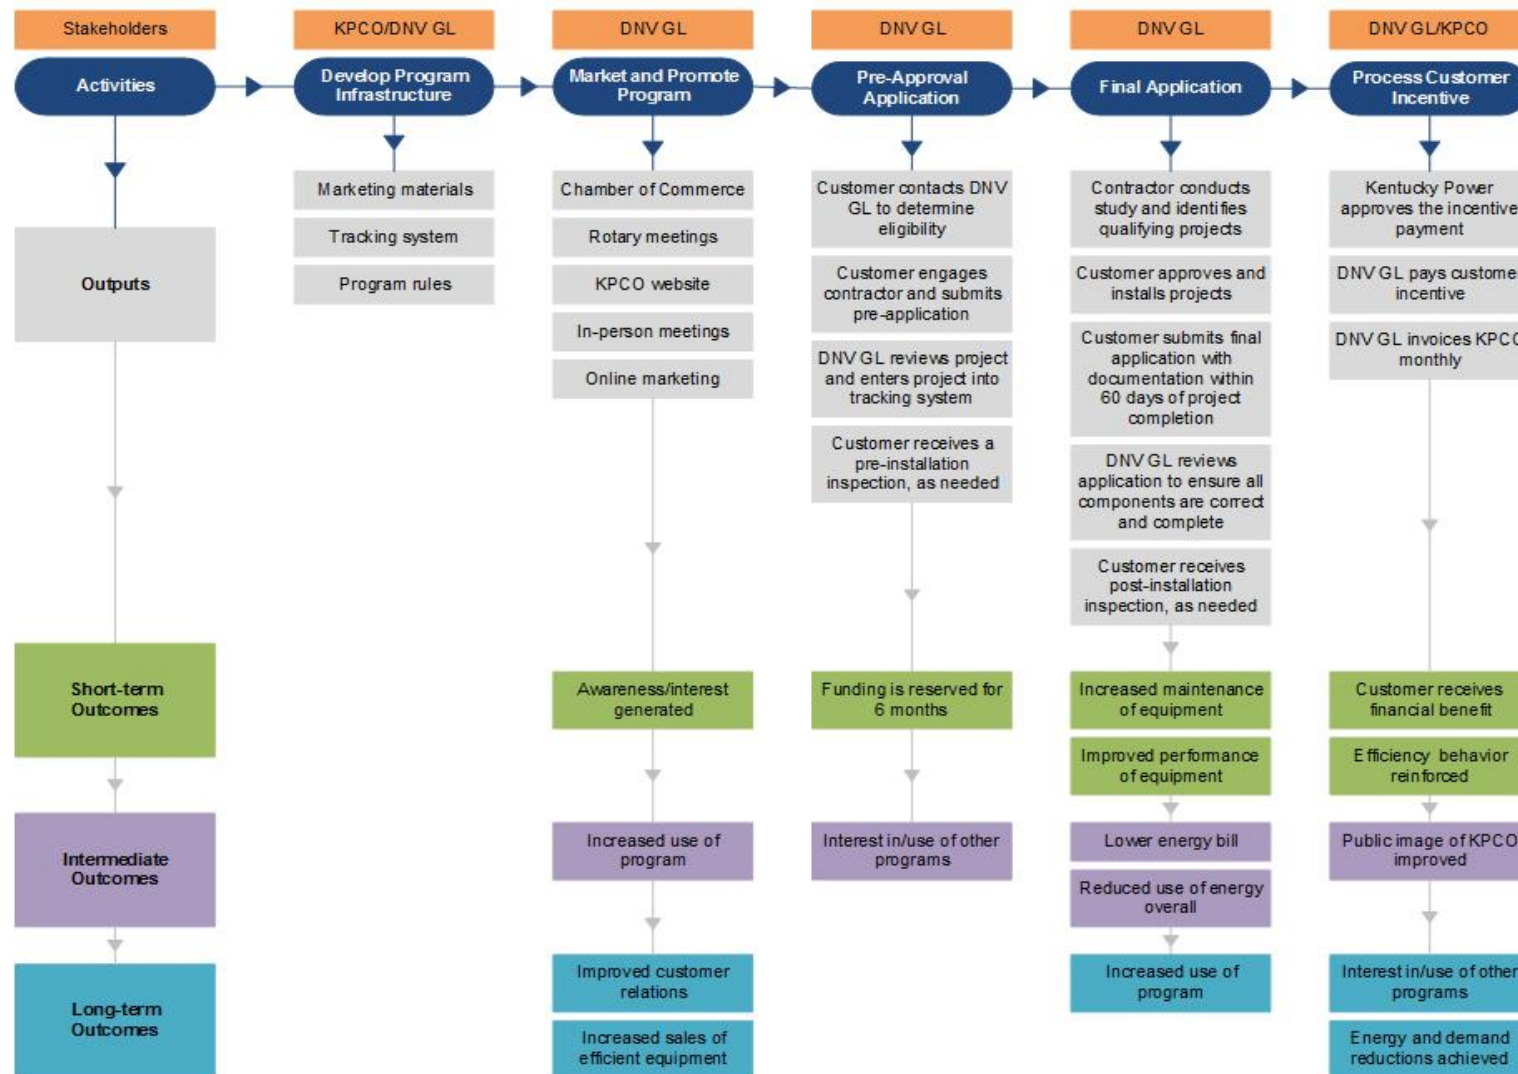 Stakeholders
KPCO/DNV GL
DNV GL
DNV GL
DNV GL
DNV GL/KPCO
Activities
Develop Program
Infrastructure
Market and Promote
Program
Pre-Approval
Application
Final Application
Process Customer
Incentive
Outputs
Marketing materials
Tracking system
Program rules
Chamber of Commerce
Rotary meetings
KPCO website
In-person meetings
Online marketing
Customer contacts DNV
GL to determine
eligibility
Customer engages
contractor and submits
pre-application
DNV GL reviews project
and enters project into
tracking system
Customer receives a
pre-installation
inspection, as needed
Contractor conducts
study and identifies
qualifying projects
Customer approves and
installs projects
Customer submits final
application with
documentation within
60 days of project
completion
DNV GL reviews
application to ensure all
components are correct
and complete
Customer receives
post-installation
inspection, as needed
Kentucky Power
approves the incentive
payment
DNV GL pays customer
incentive
DNV GL invoices KPCO
monthly
Short-term
Outcomes
Awareness/interest
generated
Funding is reserved for
6 months
Increased maintenance
of equipment
Improved performance
of equipment
Customer receives
financial benefit
Efficiency behavior
reinforced
Intermediate
Outcomes
Increased use of
program
Interest in/use of other
programs
Lower energy bill
Reduced use of energy
overall
Public image of KPCO
improved
Long-term
Outcomes
Improved customer
relations
Increased sales of
efficient equipment
Increased use of
program
Interest in/use of other
programs
Energy and demand
reductions achieved